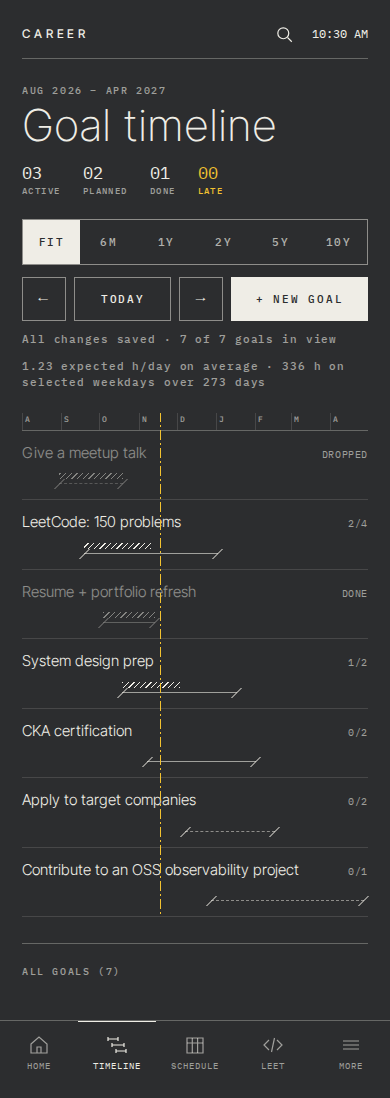 CAREER
10:30 AM
AUG 2026 — APR 2027
Goal timeline
03 02 01 00
ACTIVE PLANNED DONE LATE
FIT 6M 1Y 2Y 5Y 10Y
← TODAY → + NEW GOAL
All changes saved · 7 of 7 goals in view
1.23 expected h/day on average · 336 h on
selected weekdays over 273 days
A S O N D J F M A
Give a meetup talk DROPPED
LeetCode: 150 problems 2/4
Resume + portfolio refresh DONE
System design prep 1/2
CKA certification 0/2
Apply to target companies 0/2
Contribute to an OSS observability project 0/1
ALL GOALS (7)
HOME TIMELINE SCHEDULE LEET MORE